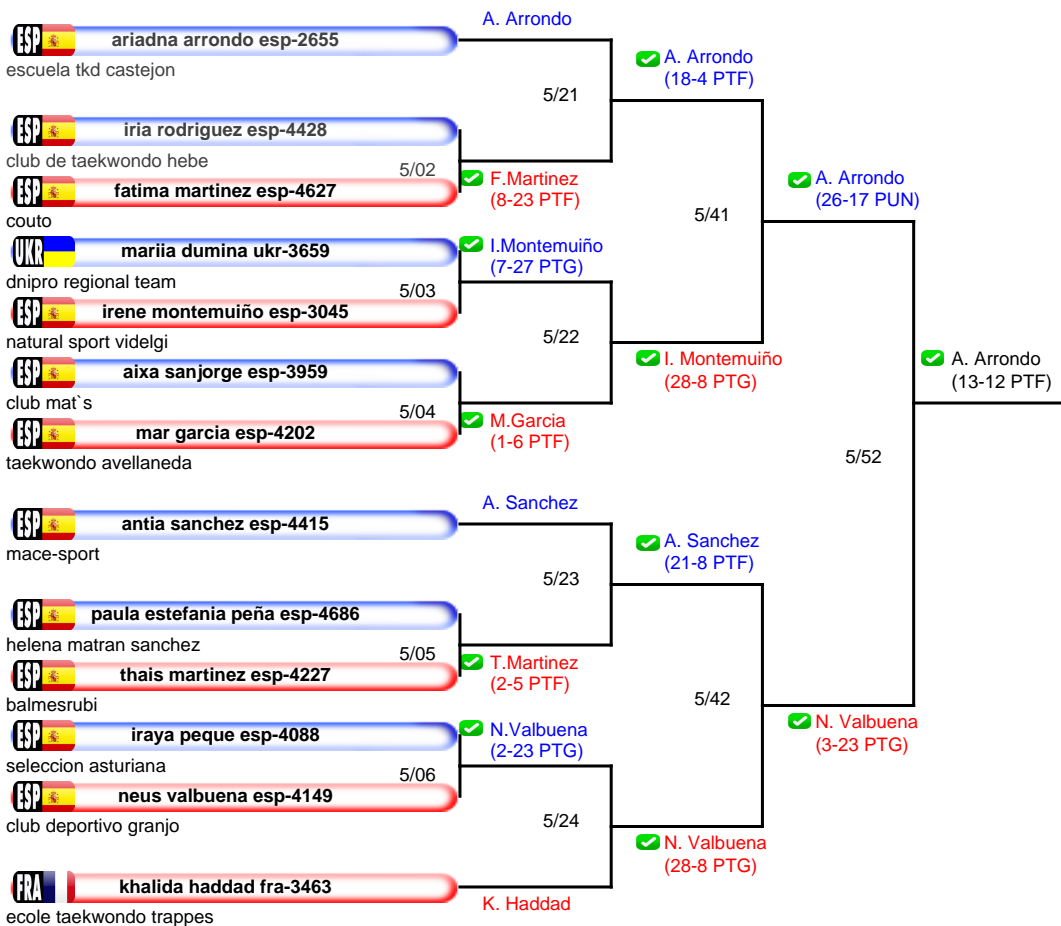 A. Arrondo
ESP ariadna arrondo esp-2655
escuela tkd castejon
A. Arrondo
(18-4 PTF)
5/21
ESP iria rodriguez esp-4428
club de taekwondo hebe
5/02
ESP fatima martinez esp-4627
couto
F.Martinez
(8-23 PTF)
A. Arrondo
(26-17 PUN)
5/41
UKR mariia dumina ukr-3659
dnipro regional team
I.Montemuiño
(7-27 PTG)
5/03
ESP irene montemuiño esp-3045
natural sport videlgi
5/22
I. Montemuiño
(28-8 PTG)
ESP aixa sanjorge esp-3959
club mat`s
5/04
ESP mar garcia esp-4202
taekwondo avellaneda
M.Garcia
(1-6 PTF)
A. Arrondo
(13-12 PTF)
5/52
A. Sanchez
ESP antia sanchez esp-4415
mace-sport
A. Sanchez
(21-8 PTF)
5/23
ESP paula estefania peña esp-4686
helena matran sanchez
5/05
ESP thais martinez esp-4227
balmesrubi
T.Martinez
(2-5 PTF)
5/42
N. Valbuena
(3-23 PTG)
ESP iraya peque esp-4088
seleccion asturiana
N.Valbuena
(2-23 PTG)
5/06
ESP neus valbuena esp-4149
club deportivo granjo
5/24
N. Valbuena
(28-8 PTG)
FRA khalida haddad fra-3463
ecole taekwondo trappes
K. Haddad